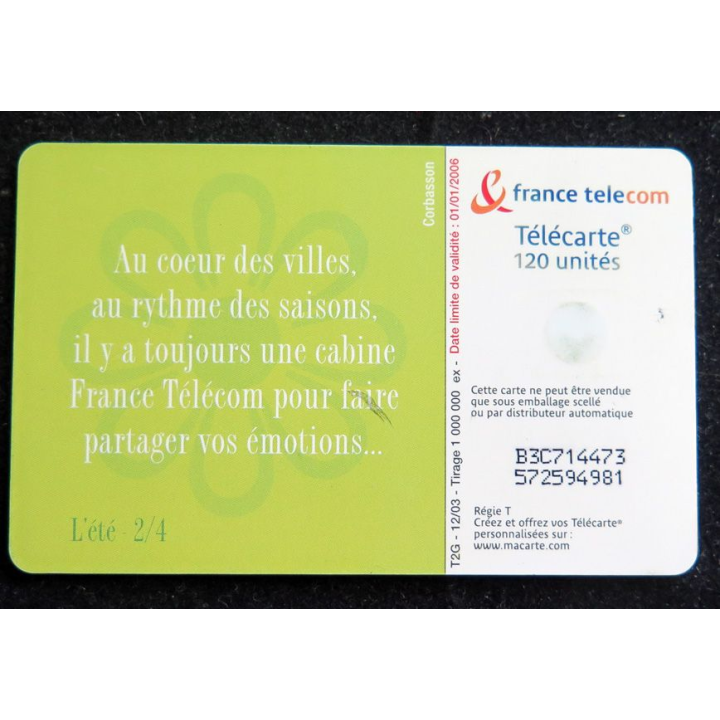 Au coeur des villes,
au rythme des saisons,
il y a toujours une cabine
France Télécom pour faire
partager vos émotions...
L'été - 2/4
Corbasson
T2G - 12/03 - Tirage 1 000 000 ex - Date limite de validité : 01/01/2006
france telecom
Télécarte®
120 unités
Cette carte ne peut être vendue
que sous emballage scellé
ou par distributeur automatique
B3C714473
572594981
Régie T
Créez et offrez vos Télécarte®
personnalisées sur :
www.macarte.com